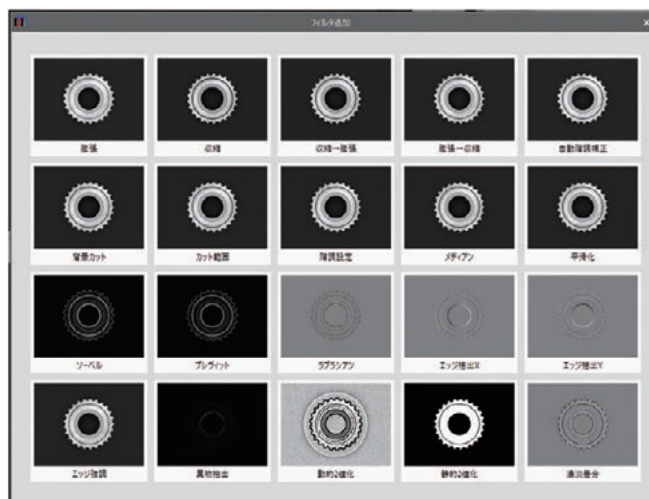 フィルタ追加
膨張
収縮
収縮→膨張
膨張→収縮
自動階調補正
背景カット
カット範囲
階調設定
メディアン
平滑化
ソーベル
プレヴィット
ラプラシアン
エッジ抽出X
エッジ抽出Y
エッジ強調
異物抽出
動的2値化
静的2値化
濃淡差分